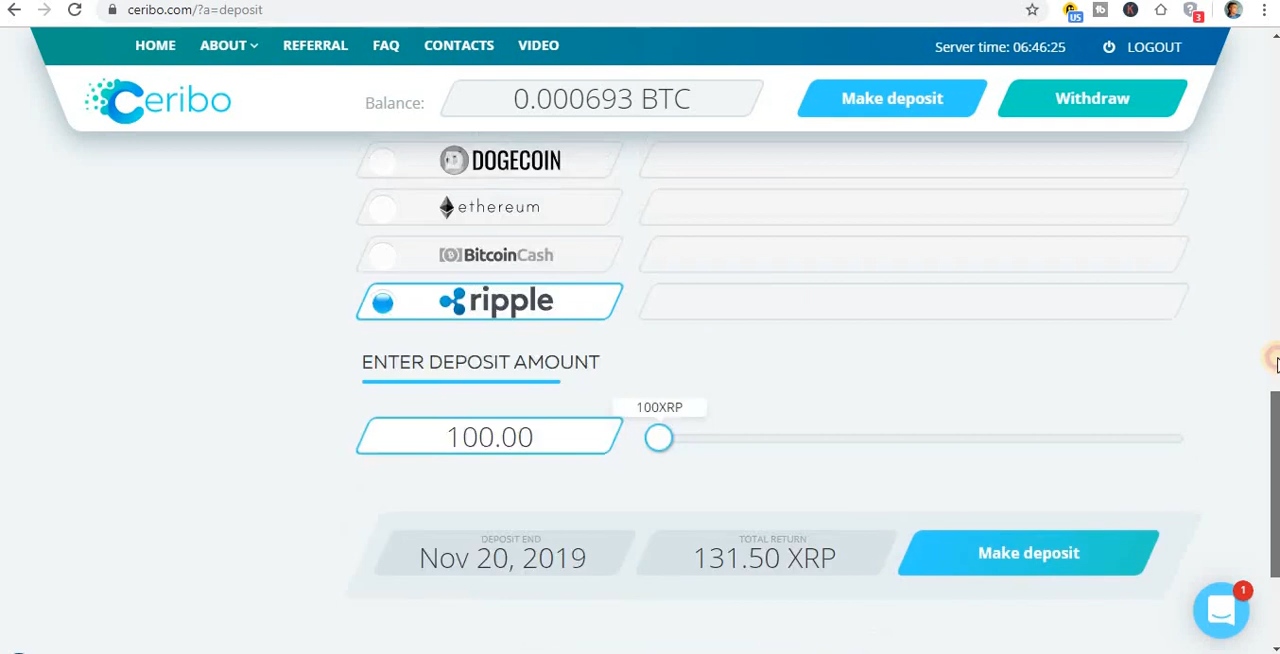 ceribo.com/?a=deposit
US
3
HOME ABOUT REFERRAL FAQ CONTACTS VIDEO Server time: 06:46:25 LOGOUT
Ceribo Balance: 0.000693 BTC Make deposit Withdraw
DOGECOIN
ethereum
BitcoinCash
ripple
ENTER DEPOSIT AMOUNT
100XRP
100.00
DEPOSIT END TOTAL RETURN
Nov 20, 2019 131.50 XRP Make deposit
1